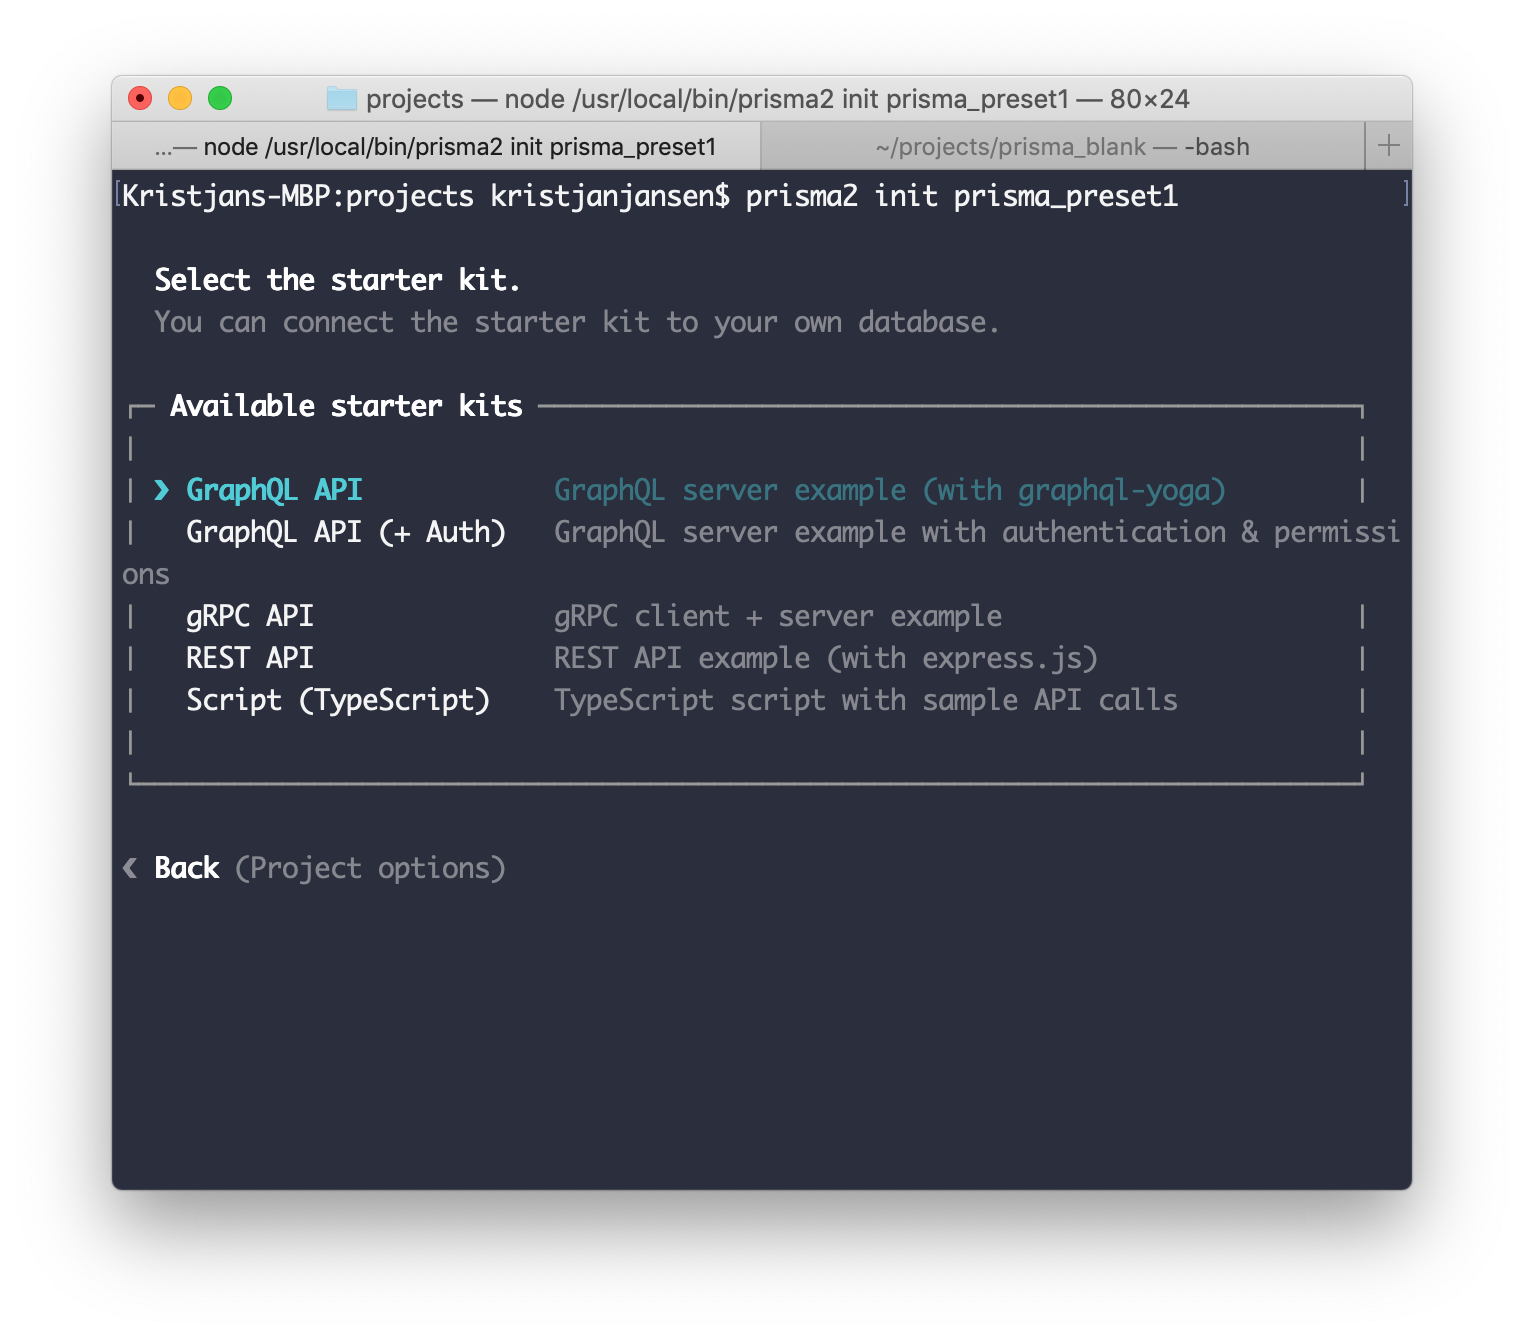 projects — node /usr/local/bin/prisma2 init prisma_preset1 — 80×24
...— node /usr/local/bin/prisma2 init prisma_preset1
~/projects/prisma_blank — -bash
[Kristjans-MBP:projects kristjanjansen$ prisma2 init prisma_preset1 ]
Select the starter kit.
You can connect the starter kit to your own database.
Available starter kits
❯ GraphQL API GraphQL server example (with graphql-yoga)
GraphQL API (+ Auth) GraphQL server example with authentication & permissi
ons
gRPC API gRPC client + server example
REST API REST API example (with express.js)
Script (TypeScript) TypeScript script with sample API calls
❮ Back (Project options)